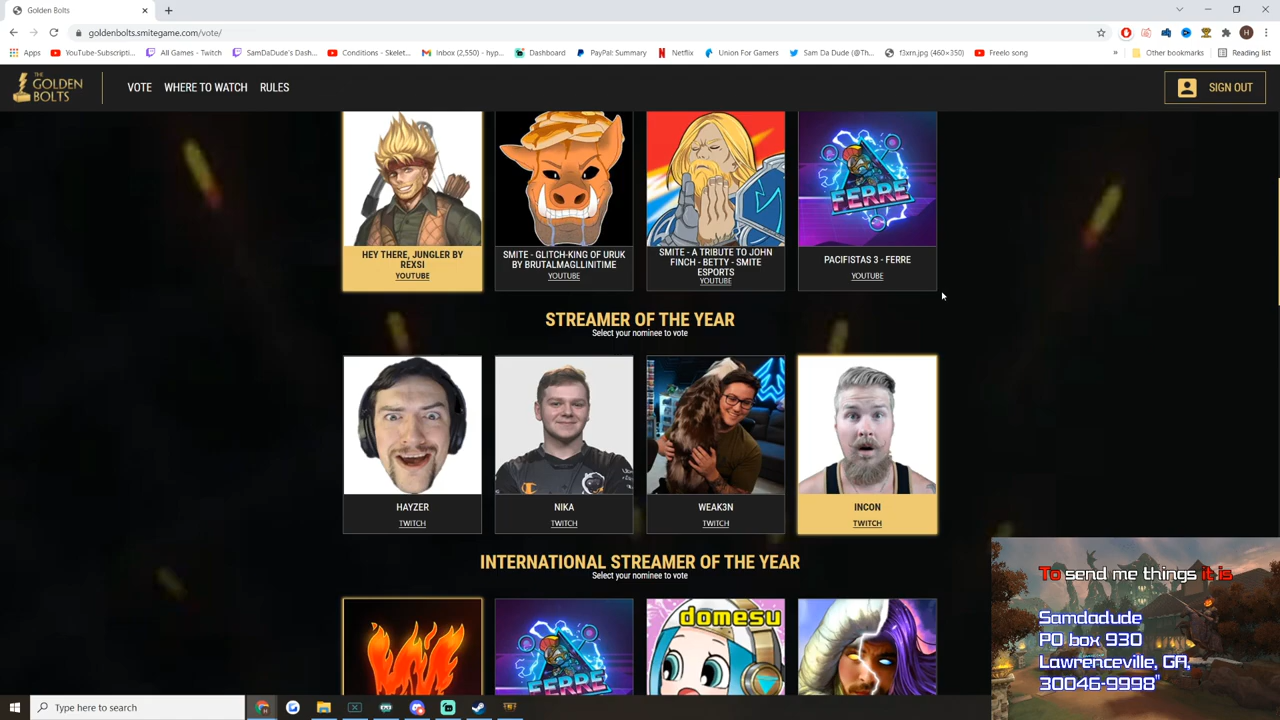 Golden Bolts
goldenbolts.smitegame.com/vote/
Apps
YouTube-Subscripti...
All Games - Twitch
SamDaDude's Dash...
Conditions - Skelet...
Inbox (2,550) - hyp...
Dashboard
PayPal: Summary
Netflix
Union For Gamers
Sam Da Dude (@Th...
f3xrn.jpg (460×350)
Freelo song
»
Other bookmarks
Reading list
THE
GOLDEN
BOLTS
VOTE
WHERE TO WATCH
RULES
SIGN OUT
FERRE
HEY THERE, JUNGLER BY
REXSI
YOUTUBE
SMITE - GLITCH-KING OF URUK
BY BRUTALMAGLLINITIME
YOUTUBE
SMITE - A TRIBUTE TO JOHN
FINCH - BETTY - SMITE
ESPORTS
YOUTUBE
PACIFISTAS 3 - FERRE
YOUTUBE
STREAMER OF THE YEAR
Select your nominee to vote
HAYZER
TWITCH
NIKA
TWITCH
WEAK3N
TWITCH
INCON
TWITCH
INTERNATIONAL STREAMER OF THE YEAR
Select your nominee to vote
FERRE
domesu
To send me things it is
Samdadude
PO box 930
Lawrenceville, GA,
30046-9998"
Type here to search